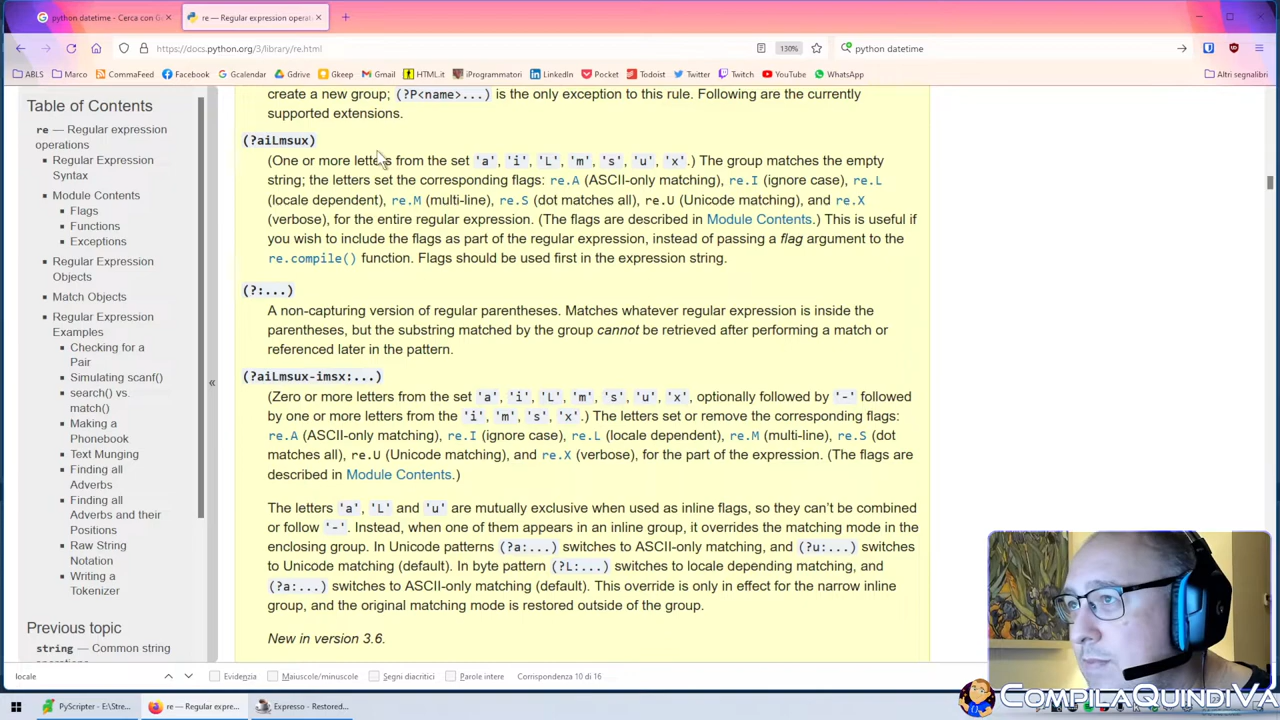 python datetime - Cerca con Go
re — Regular expression operat
https://docs.python.org/3/library/re.html
130%
python datetime
ABLS
Marco
CommaFeed
Facebook
Gcalendar
Gdrive
Gkeep
Gmail
HTML.it
iProgrammatori
LinkedIn
Pocket
Todoist
Twitter
Twitch
YouTube
WhatsApp
Altri segnalibri
Table of Contents
re — Regular expression
operations
Regular Expression
Syntax
Module Contents
Flags
Functions
Exceptions
Regular Expression
Objects
Match Objects
Regular Expression
Examples
Checking for a
Pair
Simulating scanf()
search() vs.
match()
Making a
Phonebook
Text Munging
Finding all
Adverbs
Finding all
Adverbs and their
Positions
Raw String
Notation
Writing a
Tokenizer
Previous topic
string — Common string
«
create a new group; (?P<name>...) is the only exception to this rule. Following are the currently
supported extensions.
(?aiLmsux)
(One or more letters from the set 'a', 'i', 'L', 'm', 's', 'u', 'x'.) The group matches the empty
string; the letters set the corresponding flags: re.A (ASCII-only matching), re.I (ignore case), re.L
(locale dependent), re.M (multi-line), re.S (dot matches all), re.U (Unicode matching), and re.X
(verbose), for the entire regular expression. (The flags are described in Module Contents.) This is useful if
you wish to include the flags as part of the regular expression, instead of passing a flag argument to the
re.compile() function. Flags should be used first in the expression string.
(?:...)
A non-capturing version of regular parentheses. Matches whatever regular expression is inside the
parentheses, but the substring matched by the group cannot be retrieved after performing a match or
referenced later in the pattern.
(?aiLmsux-imsx:...)
(Zero or more letters from the set 'a', 'i', 'L', 'm', 's', 'u', 'x', optionally followed by '-' followed
by one or more letters from the 'i', 'm', 's', 'x'.) The letters set or remove the corresponding flags:
re.A (ASCII-only matching), re.I (ignore case), re.L (locale dependent), re.M (multi-line), re.S (dot
matches all), re.U (Unicode matching), and re.X (verbose), for the part of the expression. (The flags are
described in Module Contents.)
The letters 'a', 'L' and 'u' are mutually exclusive when used as inline flags, so they can't be combined
or follow '-'. Instead, when one of them appears in an inline group, it overrides the matching mode in the
enclosing group. In Unicode patterns (?a:...) switches to ASCII-only matching, and (?u:...) switches
to Unicode matching (default). In byte pattern (?L:...) switches to locale depending matching, and
(?a:...) switches to ASCII-only matching (default). This override is only in effect for the narrow inline
group, and the original matching mode is restored outside of the group.
New in version 3.6.
locale
Evidenzia
Maiuscole/minuscole
Segni diacritici
Parole intere
Corrispondenza 10 di 16
PyScripter - E:\Stre...
re — Regular expre...
Expresso - Restored...
COMPILAQUINDIVA